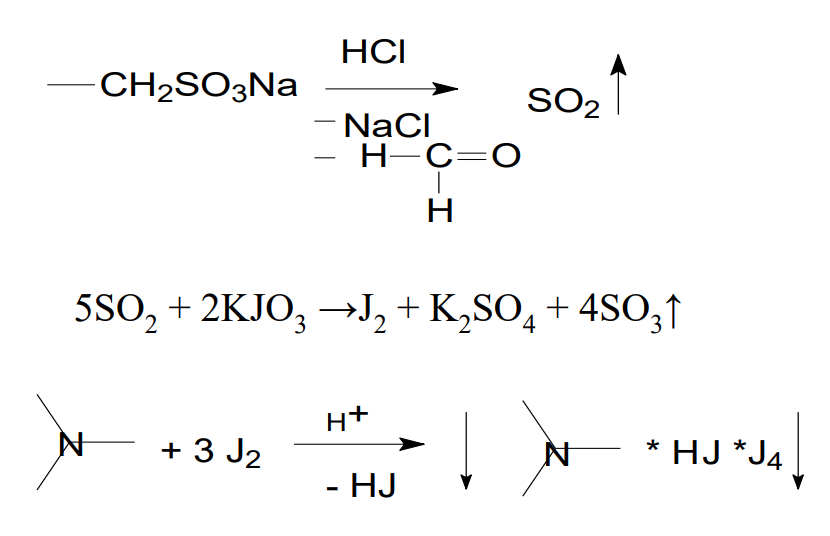 HCl
—CH₂SO₃Na → SO₂ ↑
– NaCl
– H—C=O
H
5SO₂ + 2KJO₃ →J₂ + K₂SO₄ + 4SO₃↑
H+
N + 3 J₂ → ↓ N * HJ *J₄ ↓
- HJ